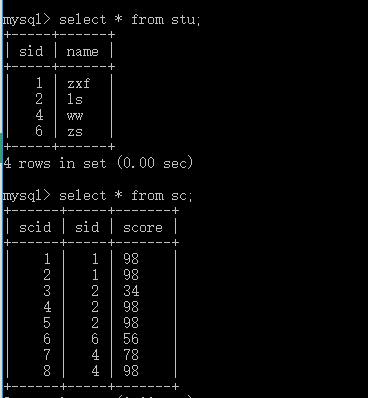 mysql> select * from stu;
+------+------+
| sid | name |
+------+------+
| 1 | zxf |
| 2 | ls |
| 4 | ww |
| 6 | zs |
+------+------+
4 rows in set (0.00 sec)
mysql> select * from sc;
+------+------+-------+
| scid | sid | score |
+------+------+-------+
| 1 | 1 | 98 |
| 2 | 1 | 98 |
| 3 | 2 | 34 |
| 4 | 2 | 98 |
| 5 | 2 | 98 |
| 6 | 6 | 56 |
| 7 | 4 | 78 |
| 8 | 4 | 98 |
+------+------+-------+